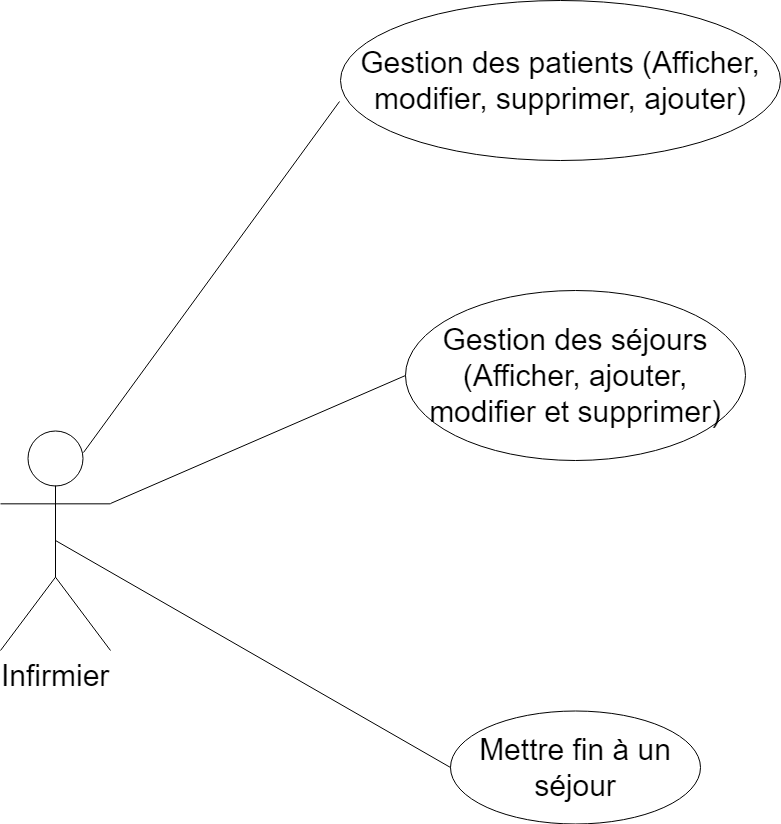 Gestion des patients (Afficher,
modifier, supprimer, ajouter)
Gestion des séjours
(Afficher, ajouter,
modifier et supprimer)
Infirmier
Mettre fin à un
séjour